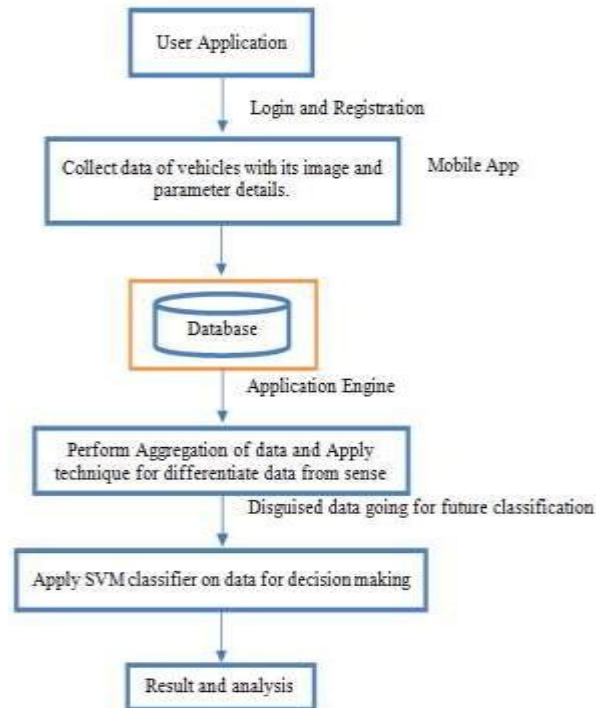 User Application
Login and Registration
Collect data of vehicles with its image and
parameter details.
Mobile App
Database
Application Engine
Perform Aggregation of data and Apply
technique for differentiate data from sense
Disguised data going for future classification
Apply SVM classifier on data for decision making
Result and analysis